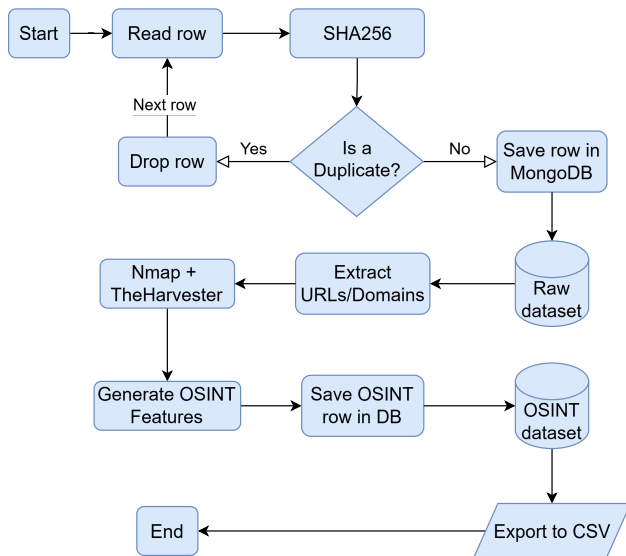 Start
Read row
SHA256
Next row
Is a
Duplicate?
Yes
No
Drop row
Save row in
MongoDB
Nmap +
TheHarvester
Extract
URLs/Domains
Raw
dataset
Generate OSINT
Features
Save OSINT
row in DB
OSINT
dataset
End
Export to CSV